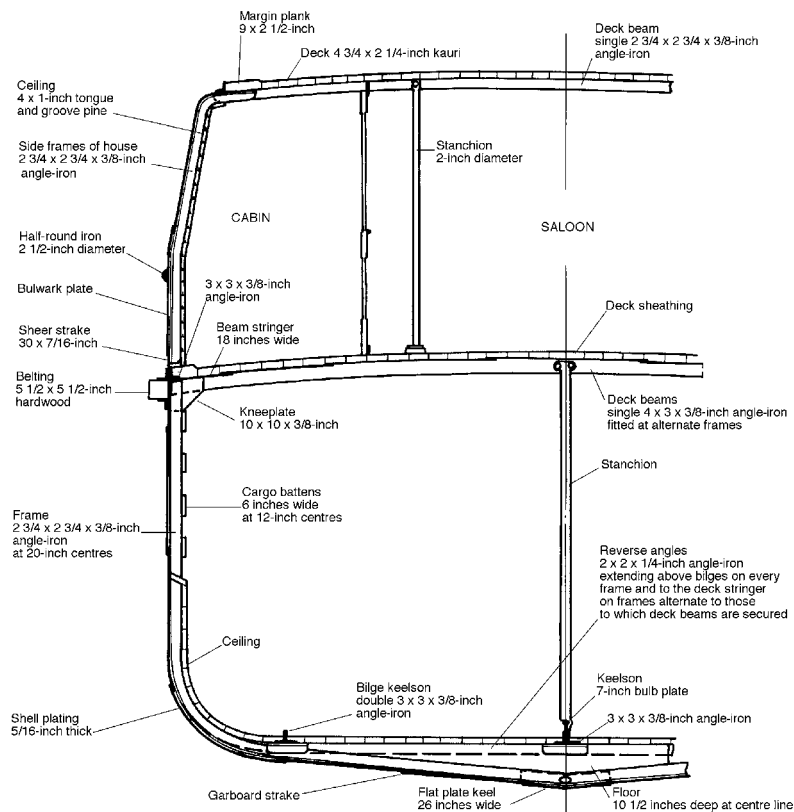 Margin plank
9 x 2 1/2-inch
Deck 4 3/4 x 2 1/4-inch kauri
Deck beam
single 2 3/4 x 2 3/4 x 3/8-inch
angle-iron
Ceiling
4 x 1-inch tongue
and groove pine
Side frames of house
2 3/4 x 2 3/4 x 3/8-inch
angle-iron
Stanchion
2-inch diameter
CABIN
SALOON
Half-round iron
2 1/2-inch diameter
Bulwark plate
3 x 3 x 3/8-inch
angle-iron
Sheer strake
30 x 7/16-inch
Beam stringer
18 inches wide
Deck sheathing
Belting
5 1/2 x 5 1/2-inch
hardwood
Kneeplate
10 x 10 x 3/8-inch
Deck beams
single 4 x 3 x 3/8-inch angle-iron
fitted at alternate frames
Stanchion
Cargo battens
6 inches wide
at 12-inch centres
Frame
2 3/4 x 2 3/4 x 3/8-inch
angle-iron
at 20-inch centres
Reverse angles
2 x 2 x 1/4-inch angle-iron
extending above bilges on every
frame and to the deck stringer
on frames alternate to those
to which deck beams are secured
Ceiling
Bilge keelson
double 3 x 3 x 3/8-inch
angle-iron
Keelson
7-inch bulb plate
3 x 3 x 3/8-inch angle-iron
Shell plating
5/16-inch thick
Garboard strake
Flat plate keel
26 inches wide
Floor
10 1/2 inches deep at centre line